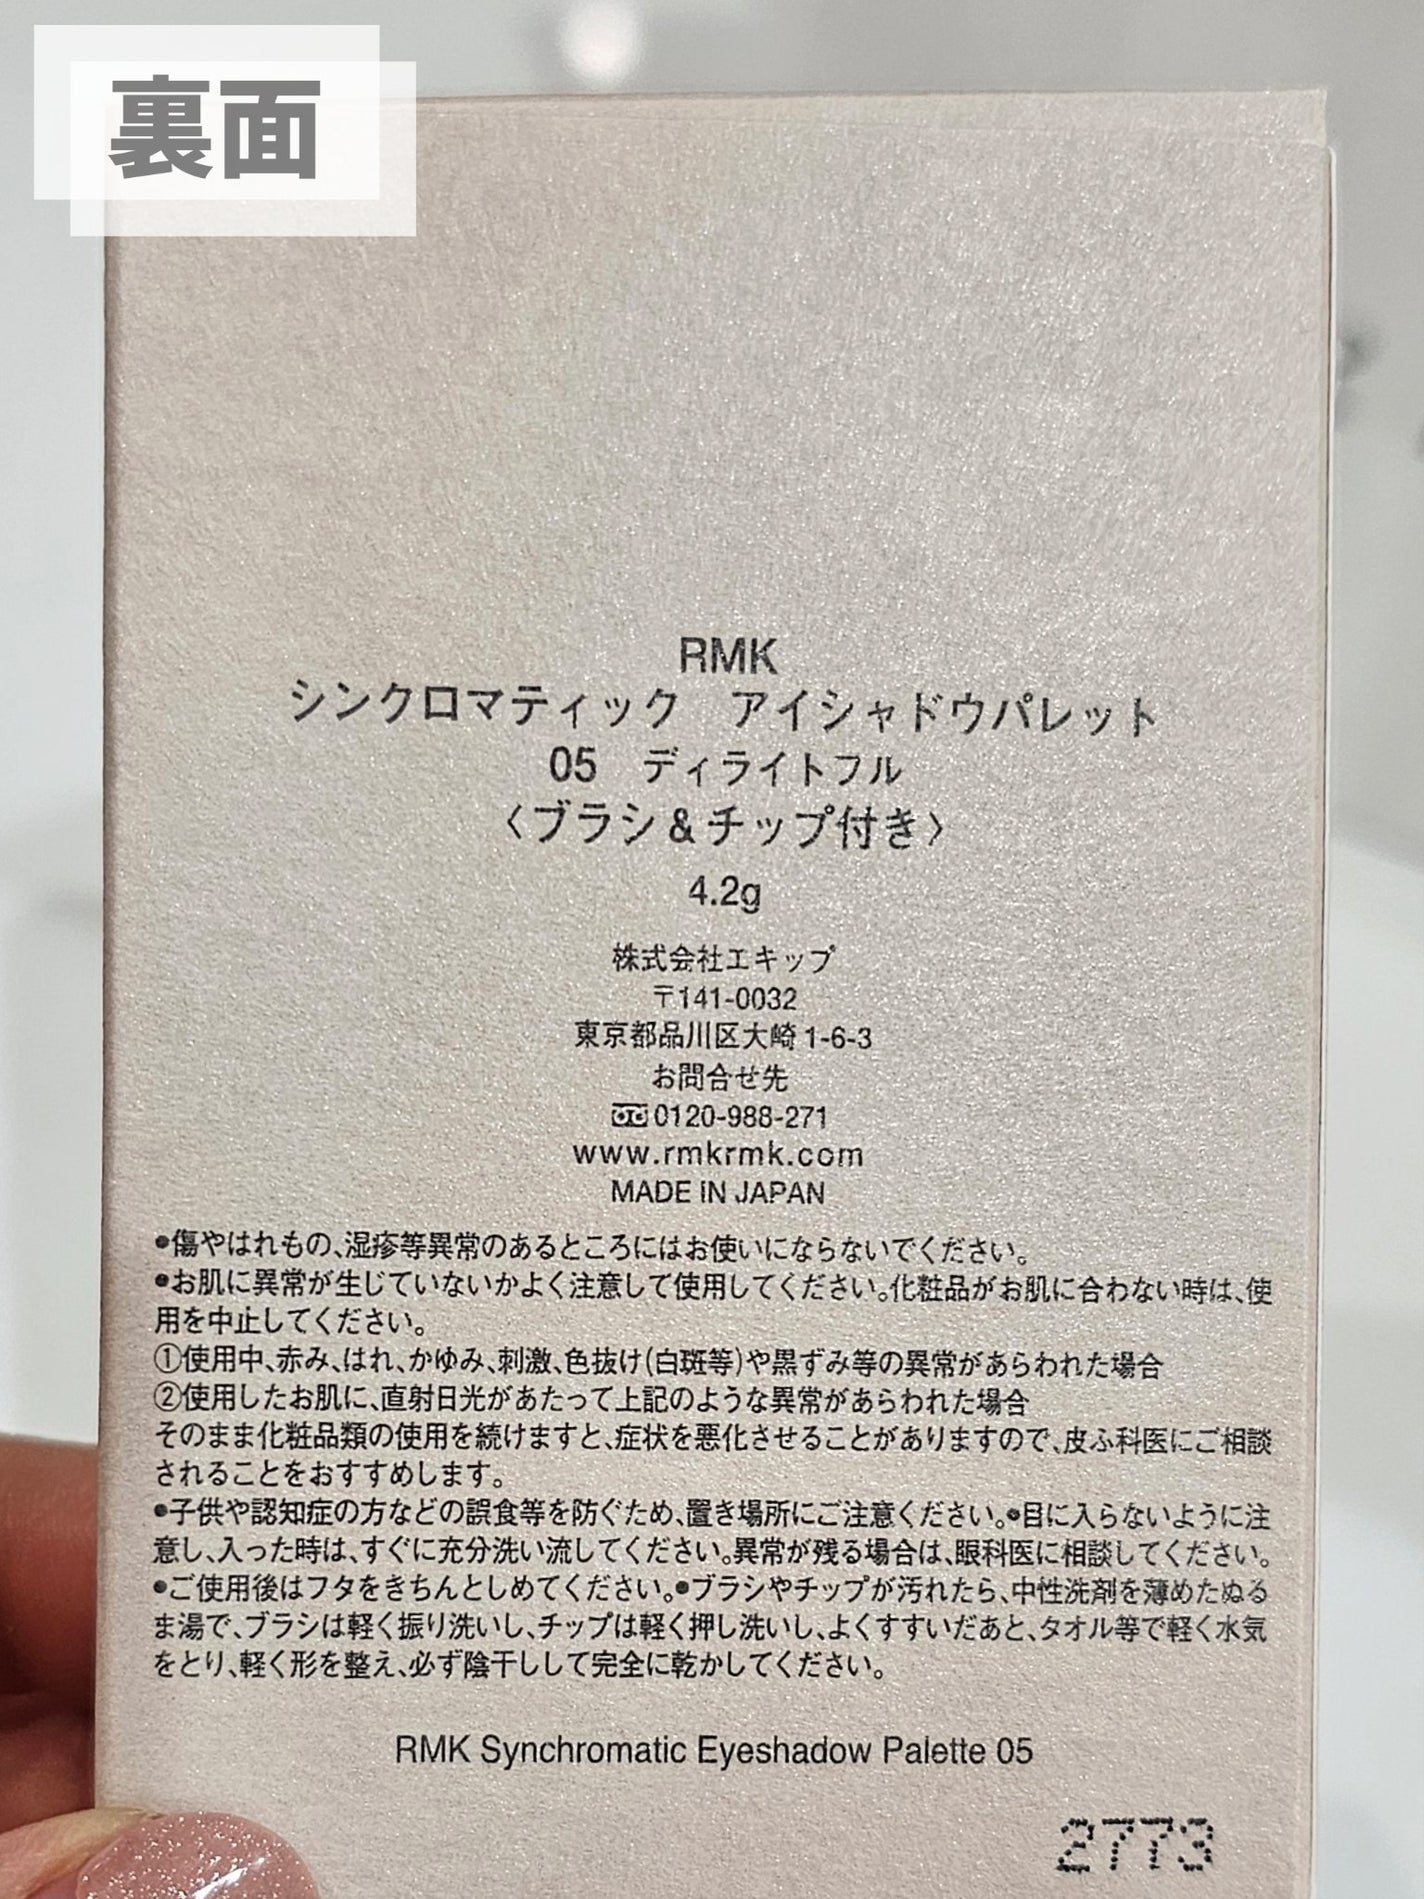 裏面
RMK
シンクロマティック　アイシャドウパレット
05　ディライトフル
〈ブラシ＆チップ付き〉
4.2g
株式会社エキップ
〒141-0032
東京都品川区大崎1-6-3
お問合せ先
0120-988-271
www.rmkrmk.com
MADE IN JAPAN
●傷やはれもの、湿疹等異常のあるところにはお使いにならないでください。
●お肌に異常が生じていないかよく注意して使用してください。化粧品がお肌に合わない時は、使
用を中止してください。
①使用中、赤み、はれ、かゆみ、刺激、色抜け(白斑等)や黒ずみ等の異常があらわれた場合
②使用したお肌に、直射日光があたって上記のような異常があらわれた場合
そのまま化粧品類の使用を続けますと、症状を悪化させることがありますので、皮ふ科医にご相談
されることをおすすめします。
●子供や認知症の方などの誤食等を防ぐため、置き場所にご注意ください。●目に入らないように注
意し、入った時は、すぐに充分洗い流してください。異常が残る場合は、眼科医に相談してください。
●ご使用後はフタをきちんとしめてください。●ブラシやチップが汚れたら、中性洗剤を薄めたぬる
ま湯で、ブラシは軽く振り洗いし、チップは軽く押し洗いし、よくすすいだあと、タオル等で軽く水気
をとり、軽く形を整え、必ず陰干しして完全に乾かしてください。
RMK Synchromatic Eyeshadow Palette 05
2773